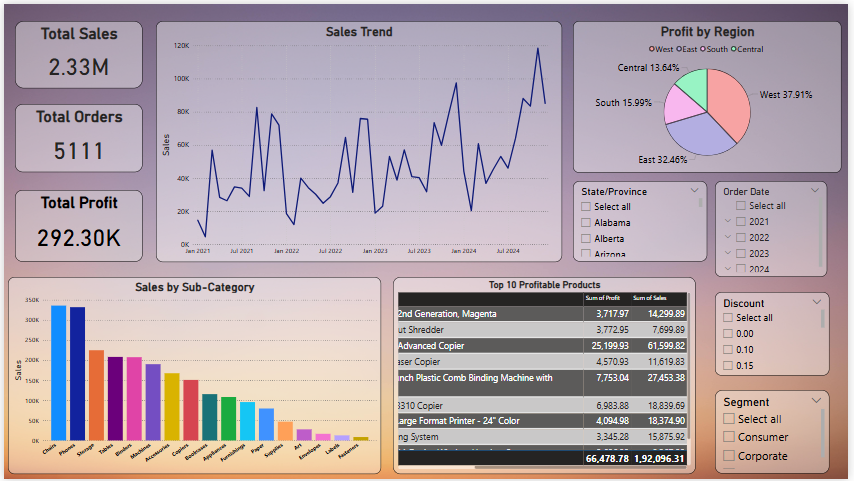 Total Sales
2.33M
Total Orders
5111
Total Profit
292.30K
Sales Trend
Sales
120K
100K
80K
60K
40K
20K
0K
Jan 2021
Jul 2021
Jan 2022
Jul 2022
Jan 2023
Jul 2023
Jan 2024
Jul 2024
Profit by Region
West East South Central
Central 13.64%
West 37.91%
South 15.99%
East 32.46%
State/Province
Select all
Alabama
Alberta
Arizona
Order Date
Select all
2021
2022
2023
2024
Sales by Sub-Category
Sales
350K
300K
250K
200K
150K
100K
50K
0K
Chairs
Phones
Storage
Tables
Binders
Machines
Accessories
Copiers
Bookcases
Appliances
Furnishings
Paper
Supplies
Art
Envelopes
Labels
Fasteners
Top 10 Profitable Products
Sum of Profit Sum of Sales
2nd Generation, Magenta 3,717.97 14,299.89
ut Shredder 3,772.95 7,699.89
Advanced Copier 25,199.93 61,599.82
aser Copier 4,570.93 11,619.83
nch Plastic Comb Binding Machine with 7,753.04 27,453.38
310 Copier 6,983.88 18,839.69
Large Format Printer - 24" Color 4,094.98 18,374.90
ng System 3,345.28 15,875.92
66,478.78 1,92,096.31
Discount
Select all
0.00
0.10
0.15
Segment
Select all
Consumer
Corporate